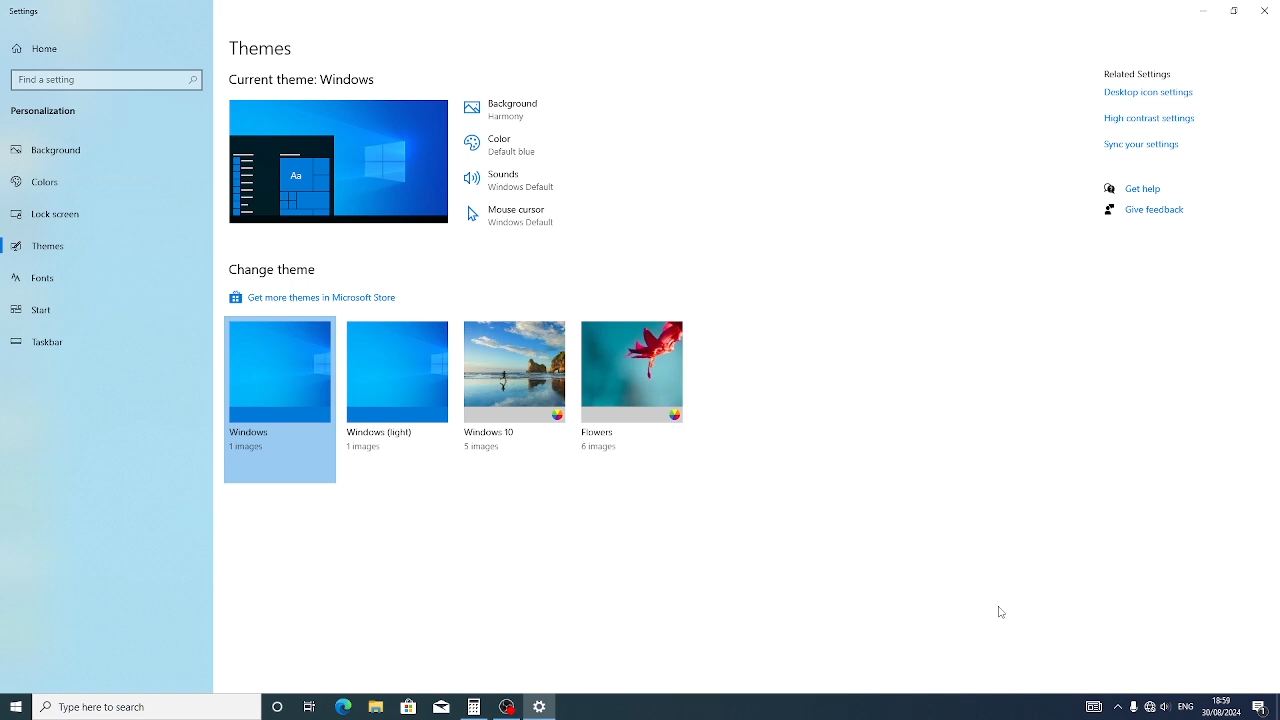 Settings
Home
Find a setting
Personalization
Background
Colors
Lock screen
Themes
Fonts
Start
Taskbar
Themes
Current theme: Windows
Aa
Background
Harmony
Color
Default blue
Sounds
Windows Default
Mouse cursor
Windows Default
Change theme
Get more themes in Microsoft Store
Windows
1 images
Windows (light)
1 images
Windows 10
5 images
Flowers
6 images
Related Settings
Desktop icon settings
High contrast settings
Sync your settings
Get help
Give feedback
Type here to search
ENG
18:59
30/08/2024